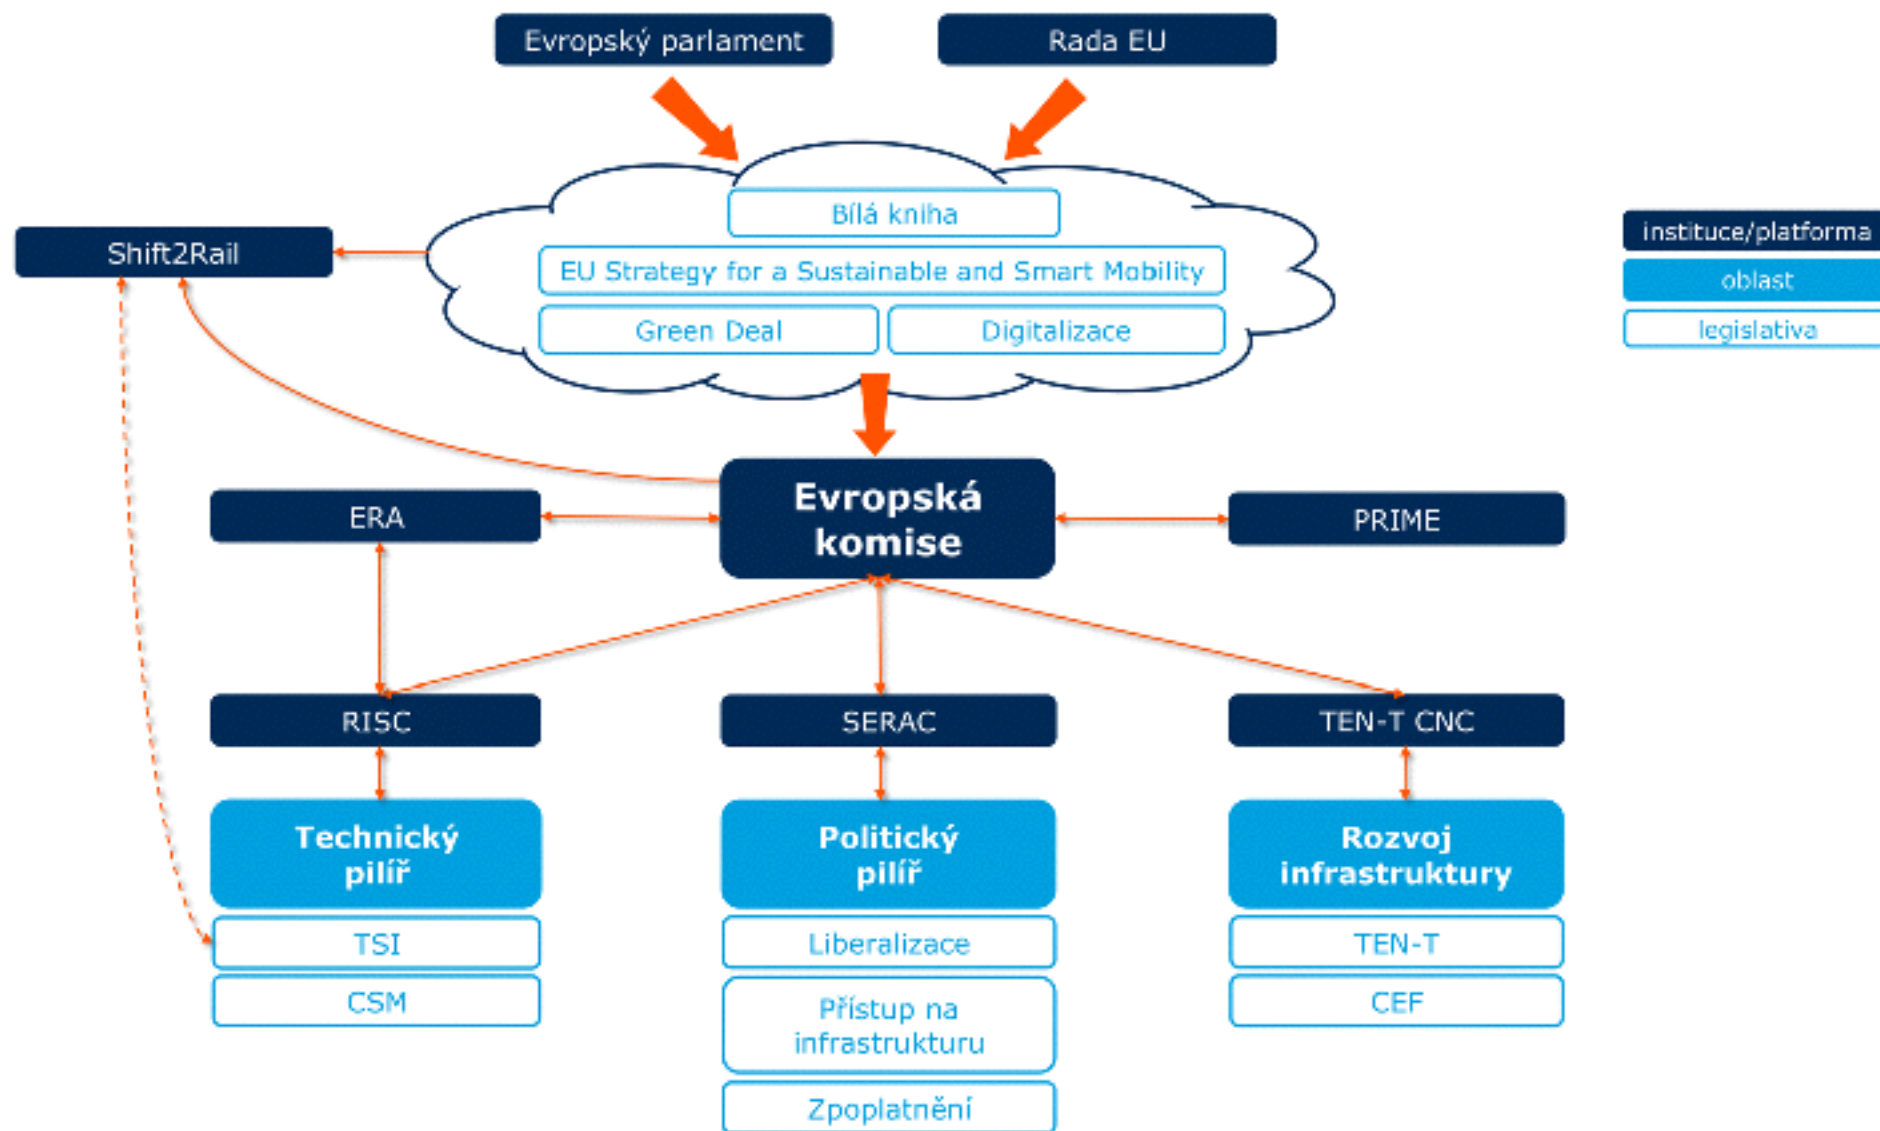 Evropský parlament
Rada EU
Bílá kniha
EU Strategy for a Sustainable and Smart Mobility
Green Deal
Digitalizace
Shift2Rail
instituce/platforma
oblast
legislativa
Evropská
komise
ERA
PRIME
RISC
SERAC
TEN-T CNC
Technický
pilíř
Politický
pilíř
Rozvoj
infrastruktury
TSI
Liberalizace
TEN-T
CSM
Přístup na
infrastrukturu
CEF
Zpoplatnění